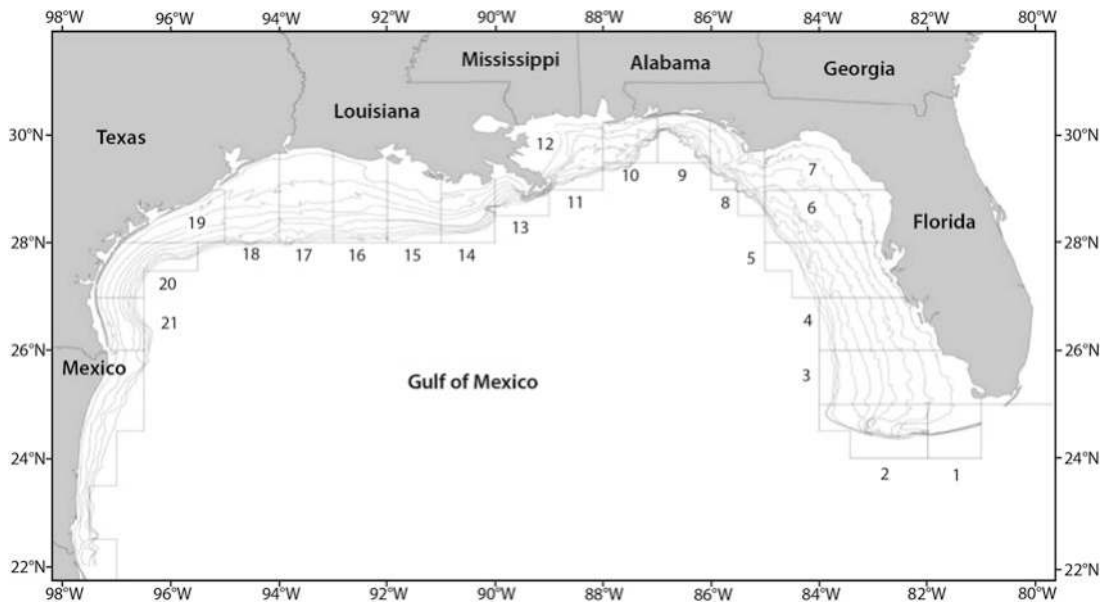 98°W 96°W 94°W 92°W 90°W 88°W 86°W 84°W 82°W 80°W
Mississippi
Alabama
Georgia
Louisiana
Texas
30°N
30°N
12
7
10
9
11
8
6
Florida
19
13
28°N
28°N
18
17
16
15
14
5
20
21
4
26°N
26°N
Mexico
3
Gulf of Mexico
24°N
24°N
2
1
22°N
22°N
98°W 96°W 94°W 92°W 90°W 88°W 86°W 84°W 82°W 80°W